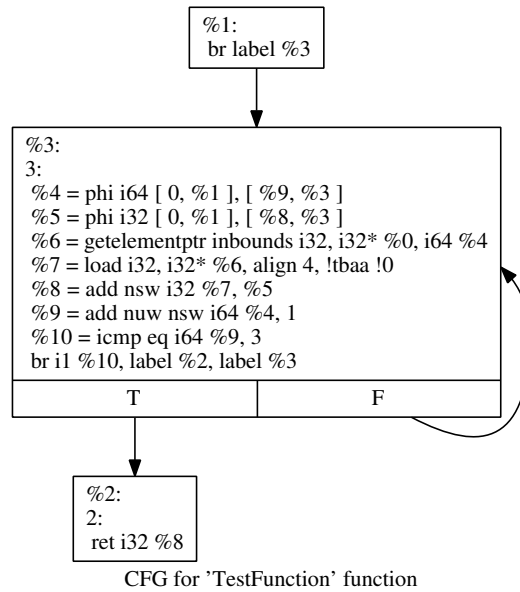 %1:
br label %3
%3:
3:
%4 = phi i64 [ 0, %1 ], [ %9, %3 ]
%5 = phi i32 [ 0, %1 ], [ %8, %3 ]
%6 = getelementptr inbounds i32, i32* %0, i64 %4
%7 = load i32, i32* %6, align 4, !tbaa !0
%8 = add nsw i32 %7, %5
%9 = add nuw nsw i64 %4, 1
%10 = icmp eq i64 %9, 3
br i1 %10, label %2, label %3
T F
%2:
2:
ret i32 %8
CFG for ’TestFunction’ function